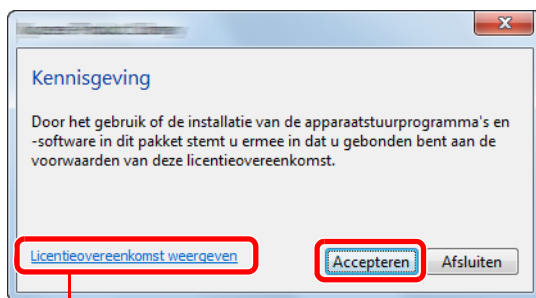 Kennisgeving
Door het gebruik of de installatie van de apparaatstuurprogramma's en
-software in dit pakket stemt u ermee in dat u gebonden bent aan de
voorwaarden van deze licentieovereenkomst.
Licentieovereenkomst weergeven
Accepteren
Afsluiten